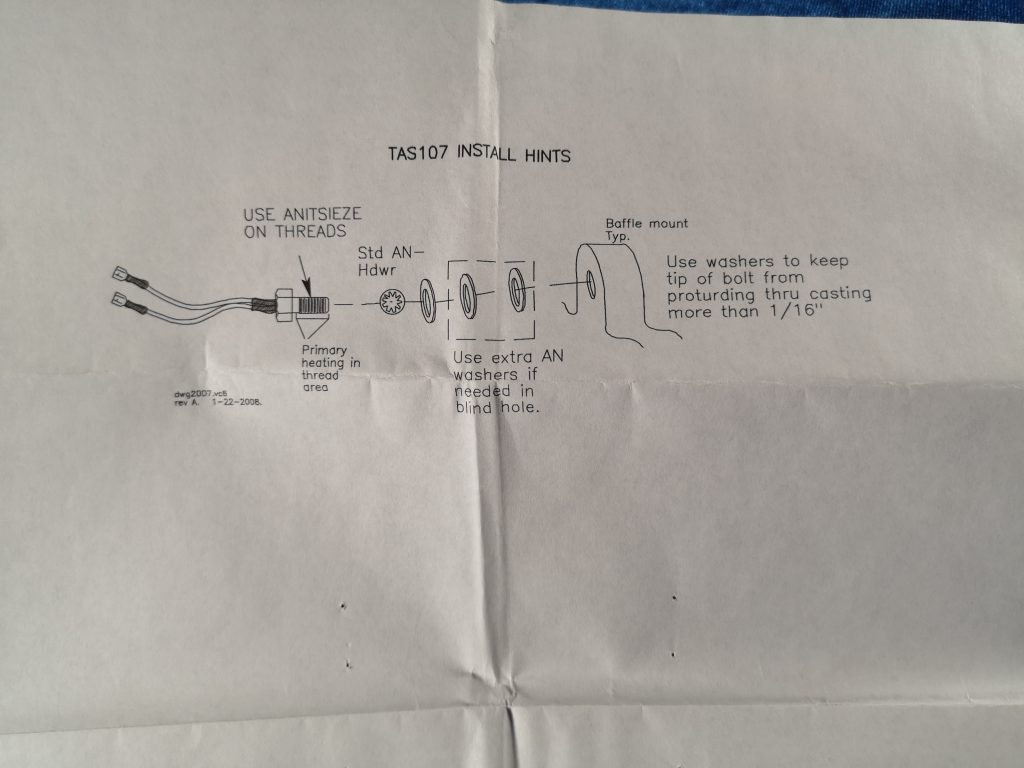 TAS107 INSTALL HINTS
USE ANITSIEZE
ON THREADS
Std AN-
Hdwr
Baffle mount
Typ.
Use washers to keep
tip of bolt from
proturding thru casting
more than 1/16"
Primary
heating in
thread
area
Use extra AN
washers if
needed in
blind hole.
dwg2007.vc6
rev A. 1-22-2008.